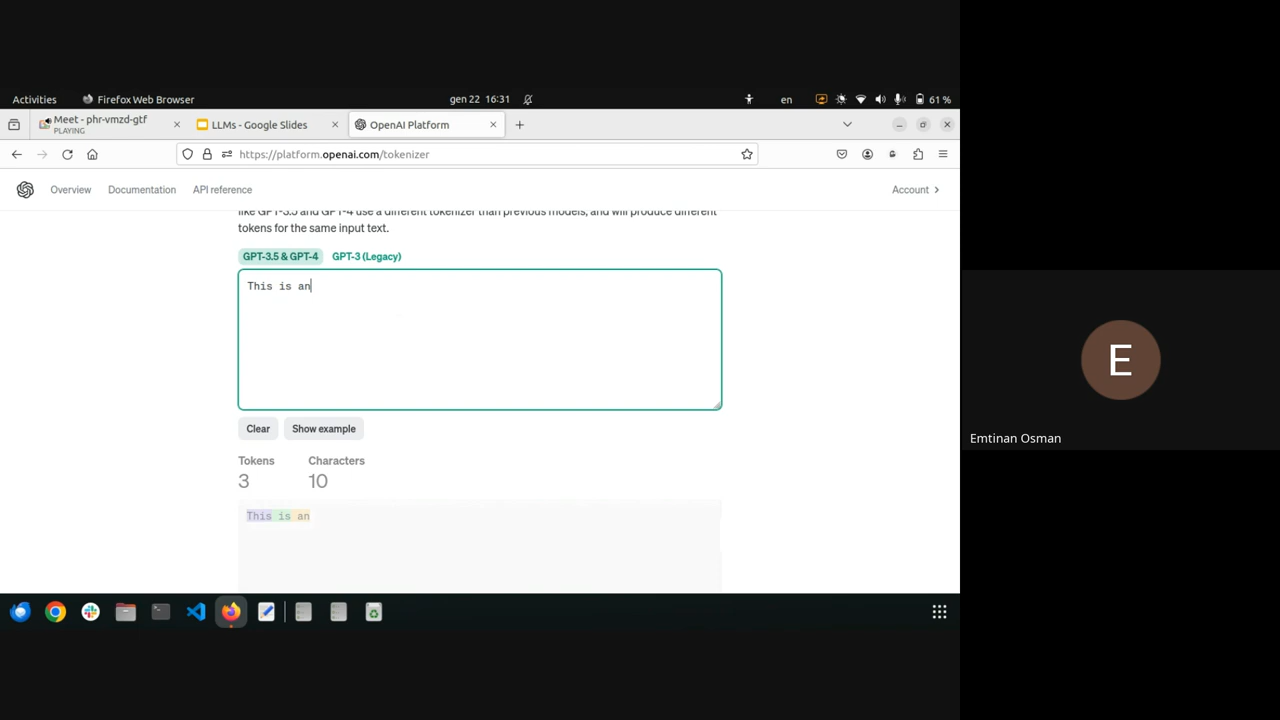 Activities Firefox Web Browser gen 22 16:31 en 61 %
Meet - phr-vmzd-gtf
PLAYING
LLMs - Google Slides
OpenAI Platform
https://platform.openai.com/tokenizer
Overview Documentation API reference Account
like GPT-3.5 and GPT-4 use a different tokenizer than previous models, and will produce different
tokens for the same input text.
GPT-3.5 & GPT-4 GPT-3 (Legacy)
This is an
Clear Show example
Tokens Characters
3 10
This is an
E
Emtinan Osman